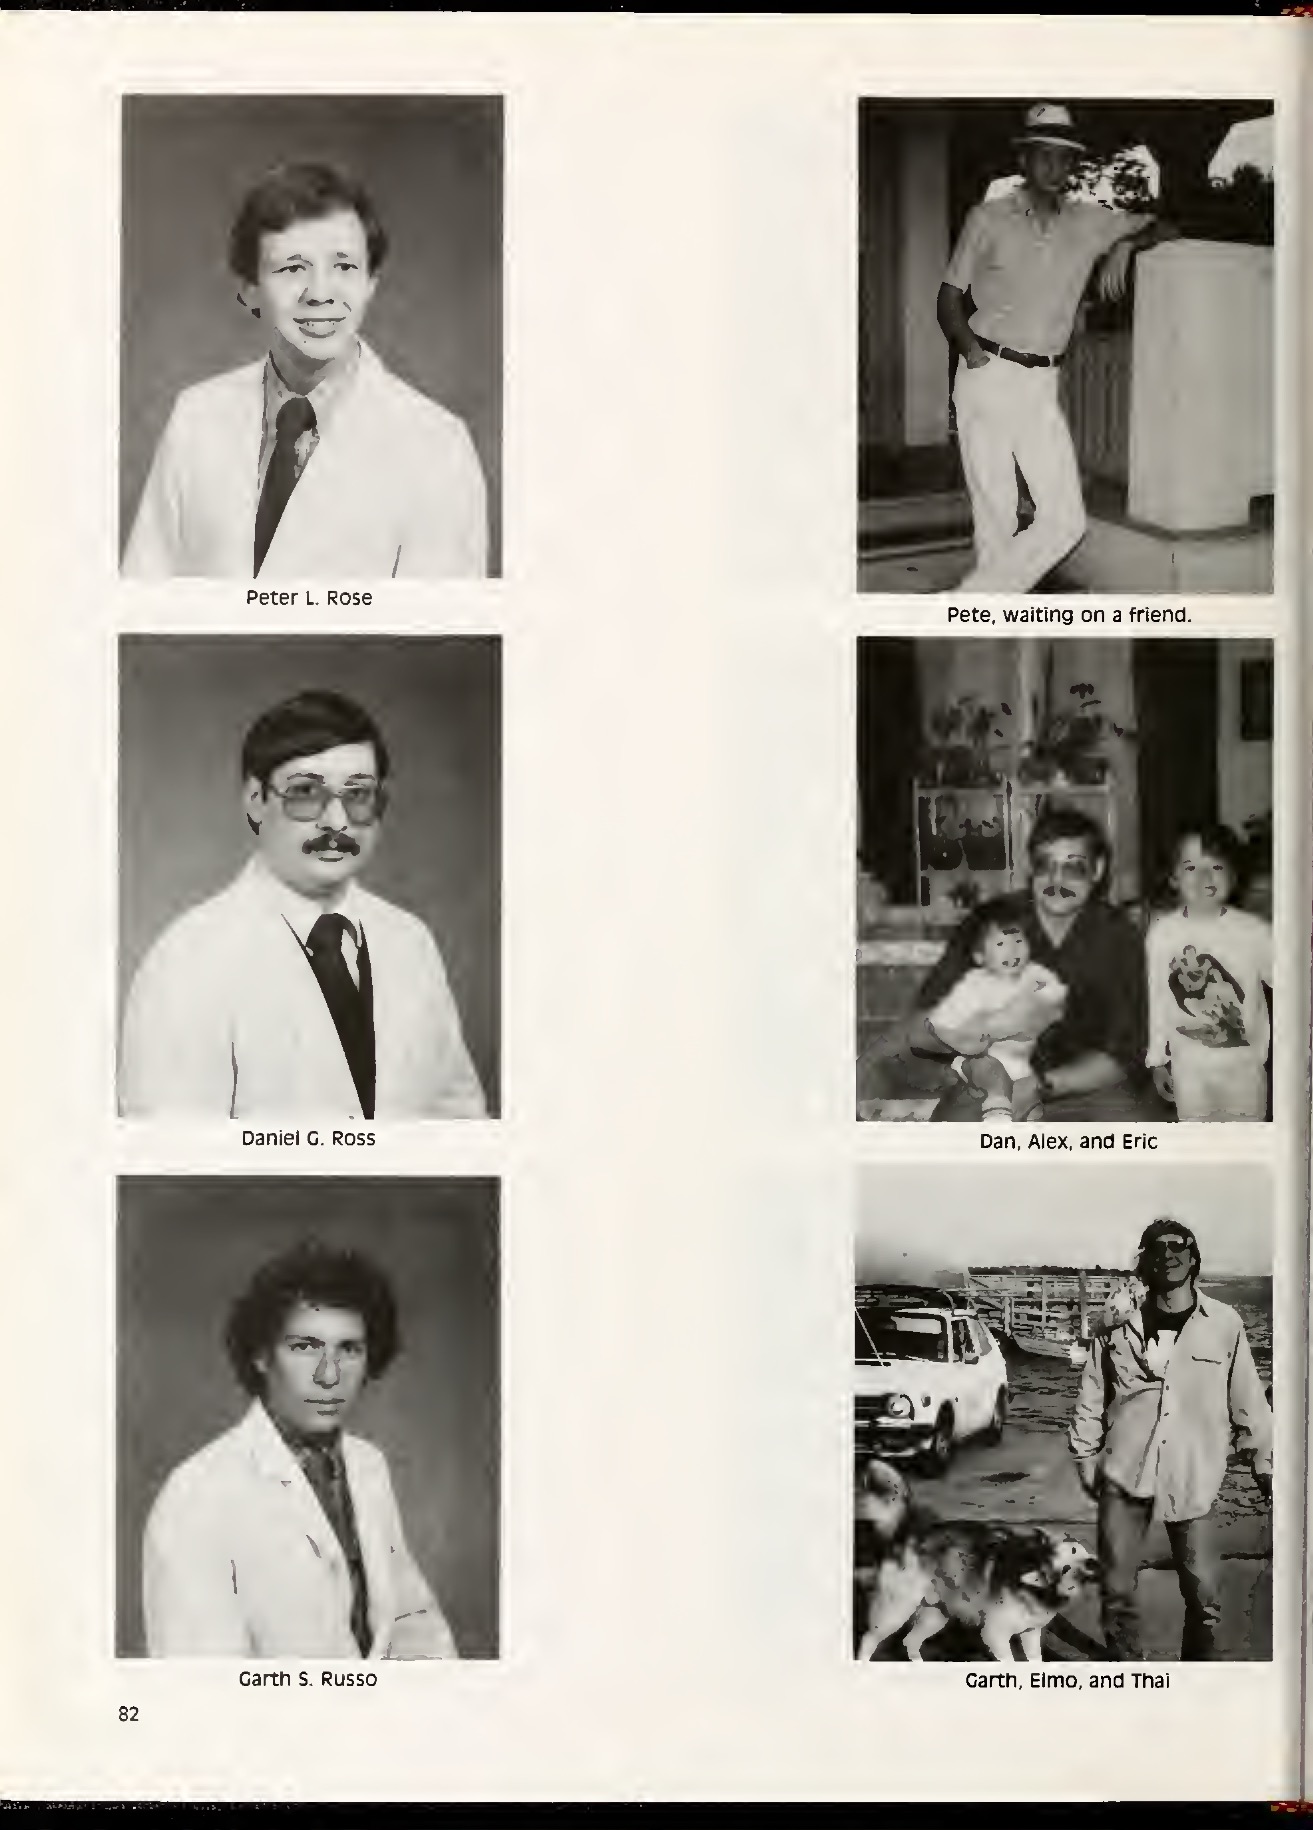 Peter L. Rose
Pete, waiting on a friend.
Daniel G. Ross
Dan, Alex, and Eric
Garth S. Russo
Garth, Elmo, and Thai
82